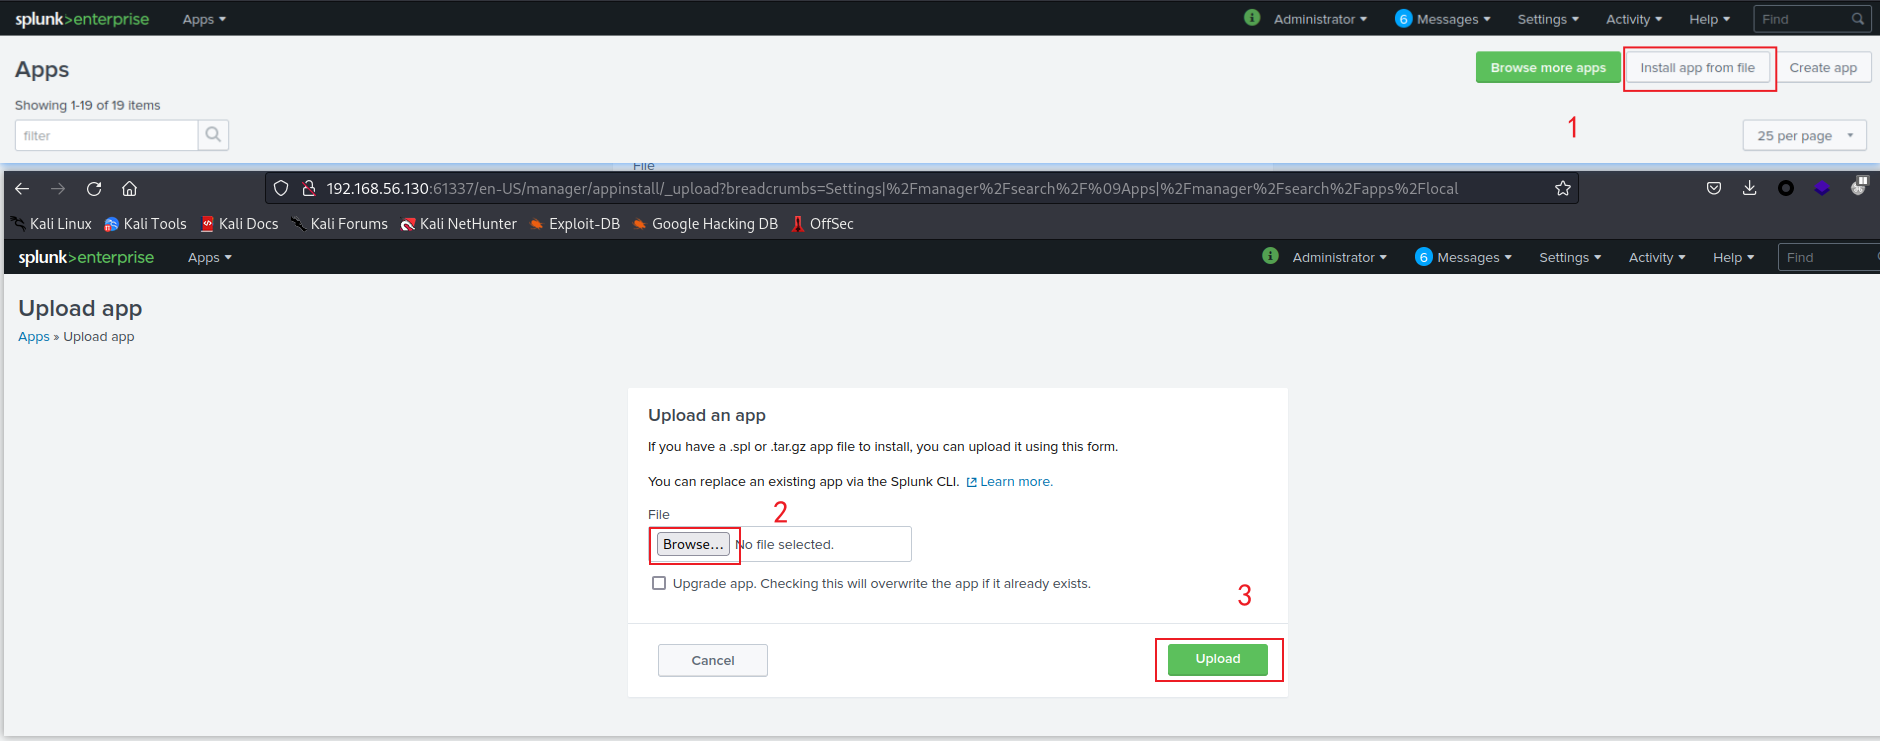 splunk>enterprise Apps Administrator 6 Messages Settings Activity Help Find
Apps
Browse more apps Install app from file Create app
Showing 1-19 of 19 items
1
filter
25 per page
File
192.168.56.130:61337/en-US/manager/appinstall/_upload?breadcrumbs=Settings|%2Fmanager%2Fsearch%2F%09Apps|%2Fmanager%2Fsearch%2Fapps%2Flocal
Kali Linux Kali Tools Kali Docs Kali Forums Kali NetHunter Exploit-DB Google Hacking DB OffSec
splunk>enterprise Apps i Administrator 6 Messages Settings Activity Help Find
Upload app
Apps » Upload app
Upload an app
If you have a .spl or .tar.gz app file to install, you can upload it using this form.
You can replace an existing app via the Splunk CLI. Learn more.
File
2
Browse... No file selected.
Upgrade app. Checking this will overwrite the app if it already exists.
3
Cancel Upload